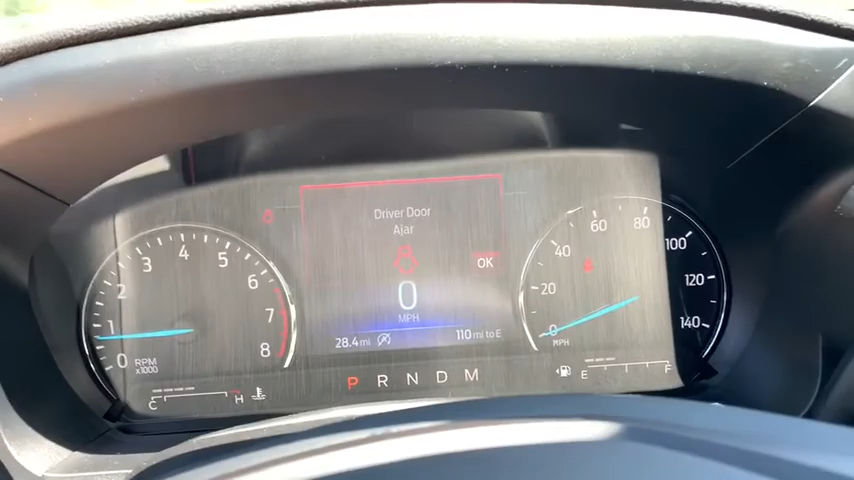 Driver Door
Ajar
OK
0
MPH
28.4 mi
110 mi to E
P R N D M
0 1 2 3 4 5 6 7 8
RPM
x1000
C H
0 20 40 60 80 100 120 140
MPH
E F